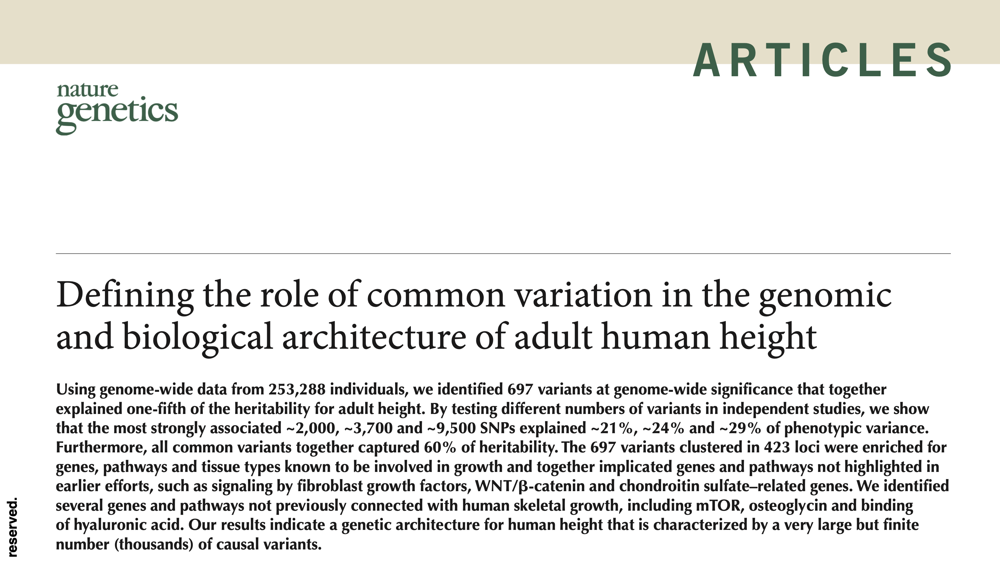 ARTICLES
nature
genetics
Defining the role of common variation in the genomic
and biological architecture of adult human height
Using genome-wide data from 253,288 individuals, we identified 697 variants at genome-wide significance that together
explained one-fifth of the heritability for adult height. By testing different numbers of variants in independent studies, we show
that the most strongly associated ~2,000, ~3,700 and ~9,500 SNPs explained ~21%, ~24% and ~29% of phenotypic variance.
Furthermore, all common variants together captured 60% of heritability. The 697 variants clustered in 423 loci were enriched for
genes, pathways and tissue types known to be involved in growth and together implicated genes and pathways not highlighted in
earlier efforts, such as signaling by fibroblast growth factors, WNT/β-catenin and chondroitin sulfate–related genes. We identified
several genes and pathways not previously connected with human skeletal growth, including mTOR, osteoglycin and binding
of hyaluronic acid. Our results indicate a genetic architecture for human height that is characterized by a very large but finite
number (thousands) of causal variants.
reserved.